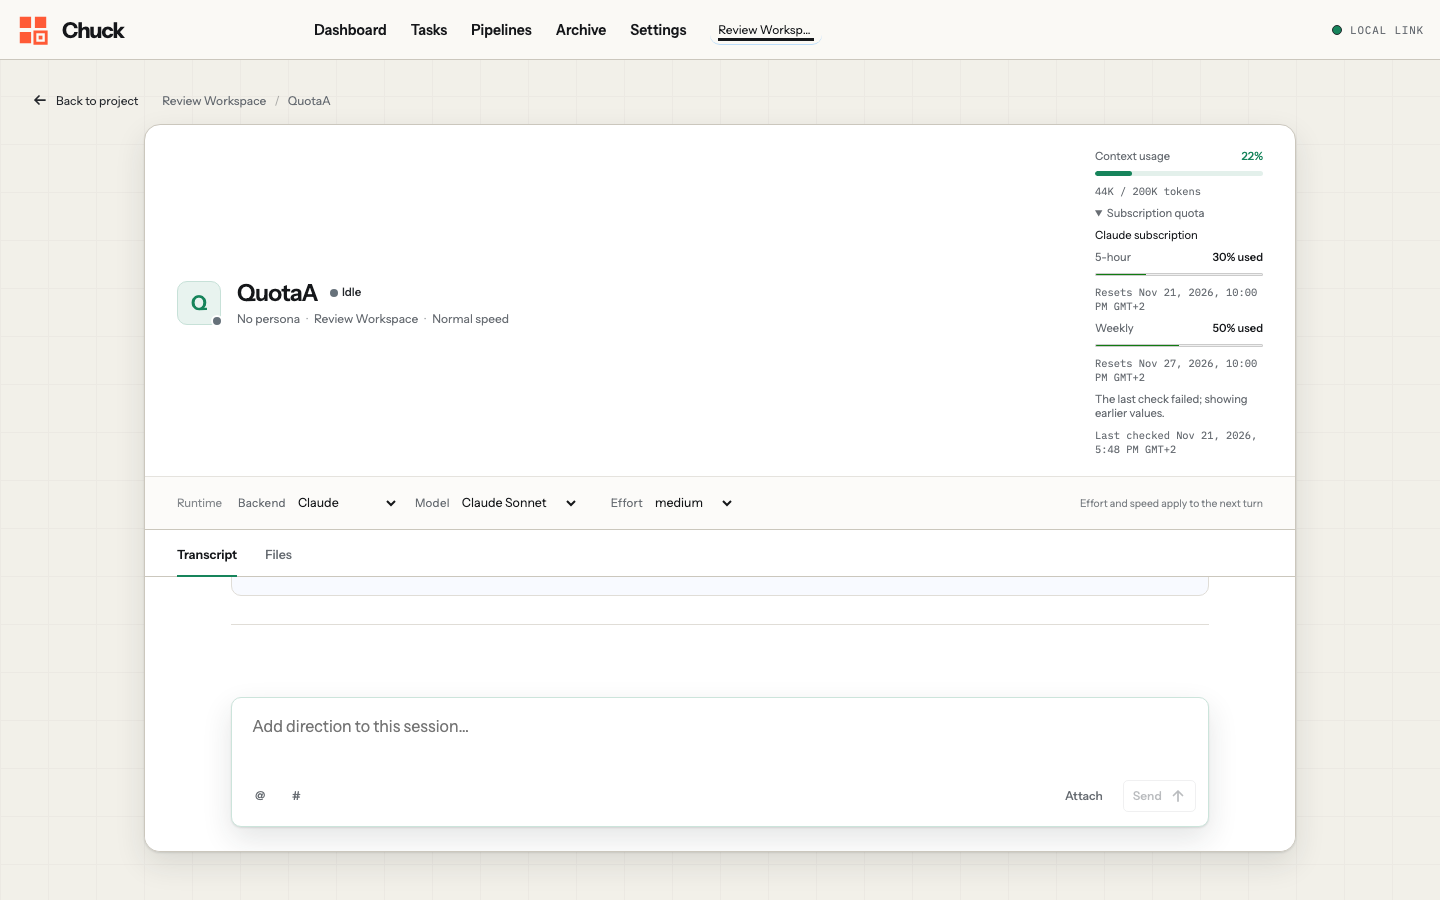 Chuck
Dashboard Tasks Pipelines Archive Settings Review Worksp... LOCAL LINK
Back to project Review Workspace / QuotaA
Context usage 22%
44K / 200K tokens
▼ Subscription quota
Claude subscription
5-hour 30% used
Resets Nov 21, 2026, 10:00
PM GMT+2
Weekly 50% used
Resets Nov 27, 2026, 10:00
PM GMT+2
The last check failed; showing
earlier values.
Last checked Nov 21, 2026,
5:48 PM GMT+2
Q
QuotaA Idle
No persona · Review Workspace · Normal speed
Runtime Backend Claude Model Claude Sonnet Effort medium Effort and speed apply to the next turn
Transcript Files
Add direction to this session...
@ # Attach Send